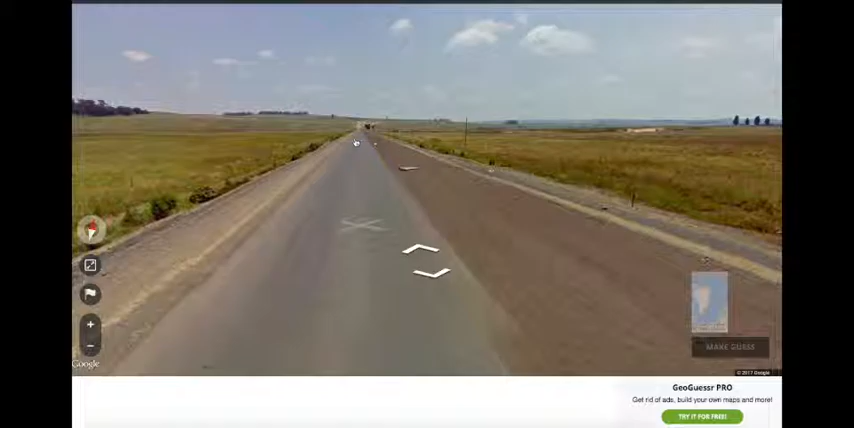 +
−
Google
MAKE GUESS
© 2017 Google
GeoGuessr PRO
Get rid of ads, build your own maps and more!
TRY IT FOR FREE!